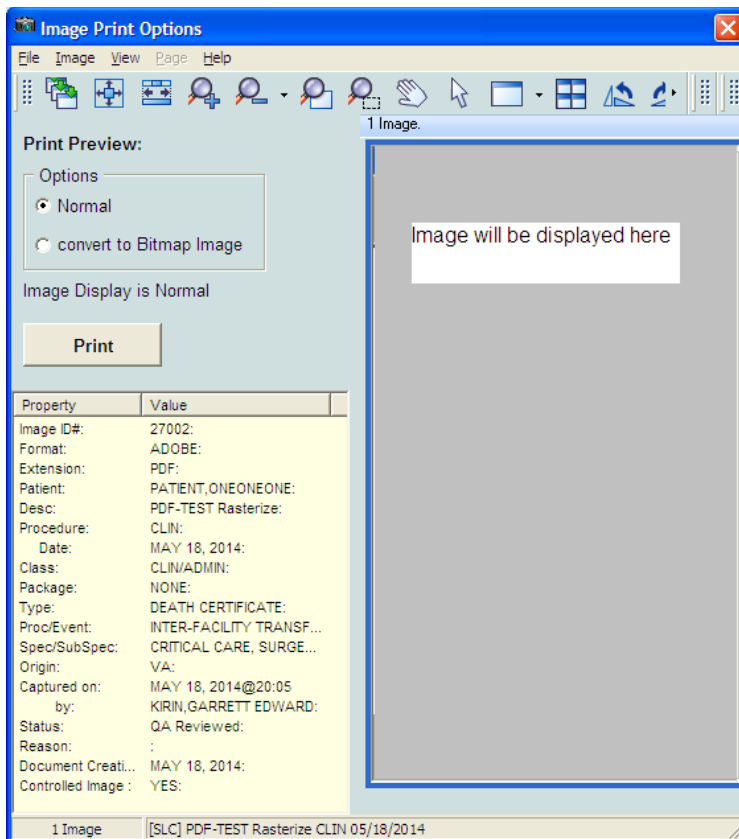 Image Print Options
File Image View Page Help
1 Image.
Print Preview:
Options
Normal
convert to Bitmap Image
Image Display is Normal
Print
Image will be displayed here
Property Value
Image ID#: 27002:
Format: ADOBE:
Extension: PDF:
Patient: PATIENT,ONEONEONE:
Desc: PDF-TEST Rasterize:
Procedure: CLIN:
Date: MAY 18, 2014:
Class: CLIN/ADMIN:
Package: NONE:
Type: DEATH CERTIFICATE:
Proc/Event: INTER-FACILITY TRANSF...
Spec/SubSpec: CRITICAL CARE, SURGE...
Origin: VA:
Captured on: MAY 18, 2014@20:05
by: KIRIN,GARRETT EDWARD:
Status: QA Reviewed:
Reason: :
Document Creati... MAY 18, 2014:
Controlled Image : YES:
1 Image [SLC] PDF-TEST Rasterize CLIN 05/18/2014